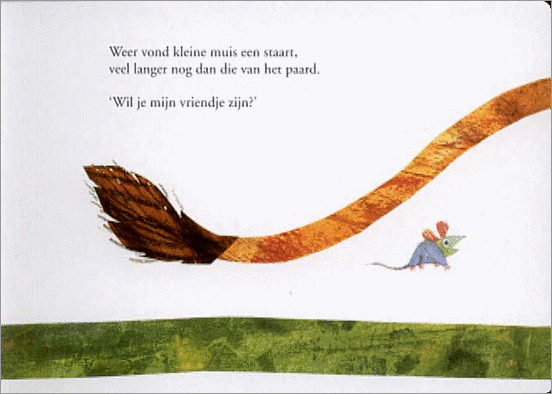 Weer vond kleine muis een staart,
veel langer nog dan die van het paard.
‘Wil je mijn vriendje zijn?’